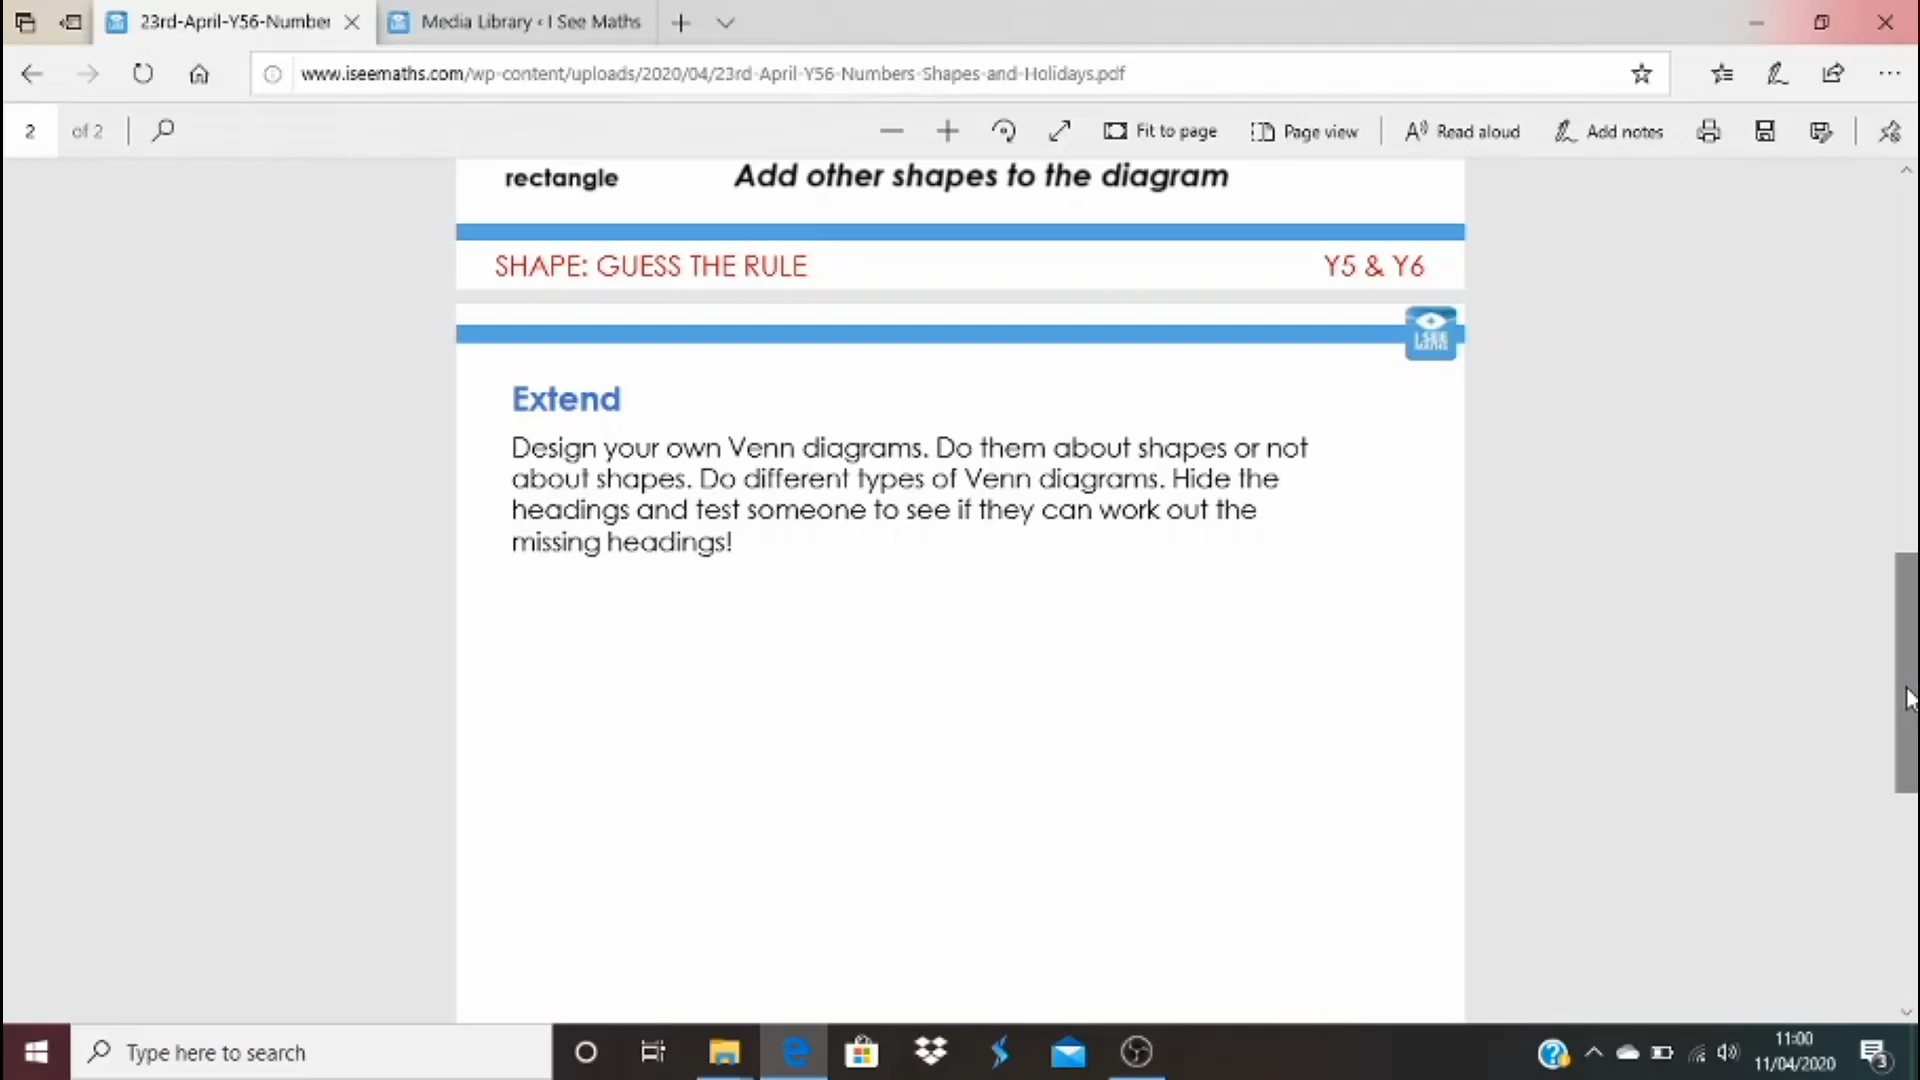 23rd-April-Y56-Number
Media Library ‹ I See Maths
www.iseemaths.com/wp-content/uploads/2020/04/23rd-April-Y56-Numbers-Shapes-and-Holidays.pdf
2 of 2
Fit to page
Page view
Read aloud
Add notes
rectangle
Add other shapes to the diagram
SHAPE: GUESS THE RULE
Y5 & Y6
I SEE
MATHS
Extend
Design your own Venn diagrams. Do them about shapes or not
about shapes. Do different types of Venn diagrams. Hide the
headings and test someone to see if they can work out the
missing headings!
Type here to search
11:00
11/04/2020
3